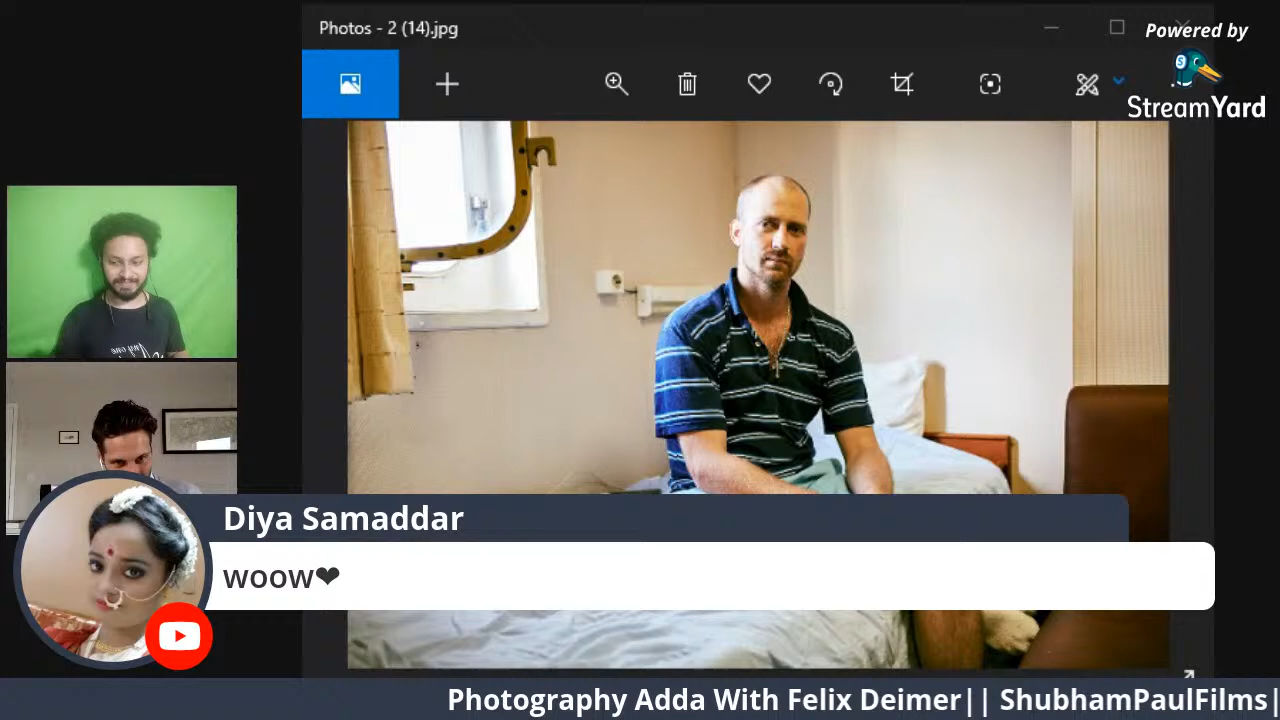 Photos - 2 (14).jpg
Powered by
StreamYard
Diya Samaddar
woow❤
Photography Adda With Felix Deimer|| ShubhamPaulFilms|